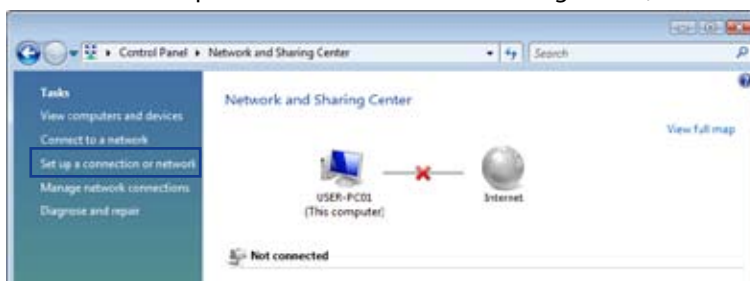 Control Panel ▸ Network and Sharing Center
Search
Tasks
View computers and devices
Connect to a network
Set up a connection or network
Manage network connections
Diagnose and repair
Network and Sharing Center
View full map
USER-PC01
(This computer)
Internet
Not connected